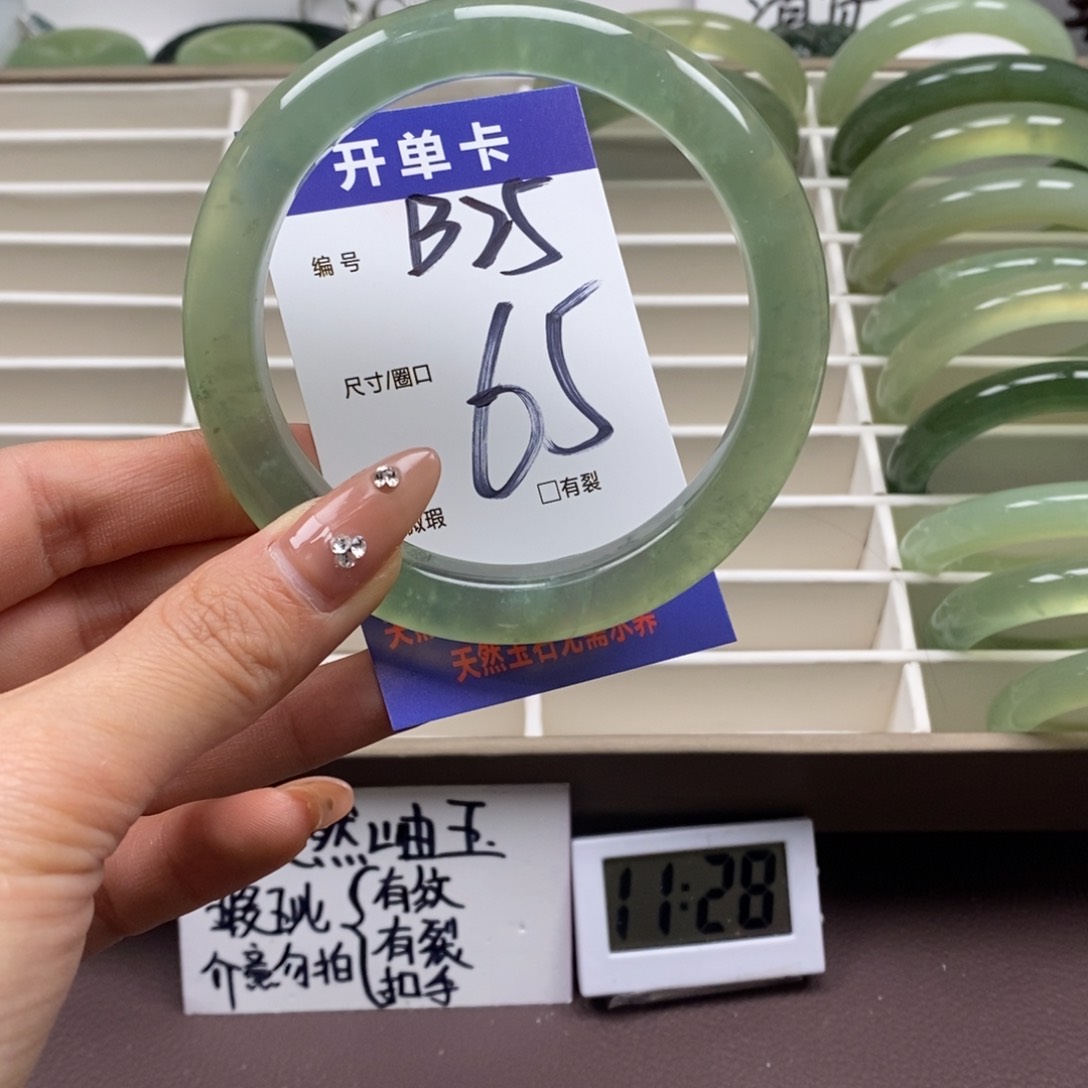 开单卡
编号 B25
尺寸/圈口 65
瑕 □有裂
天然玉石无需水养
然岫玉
瑕玼 有纹
介意勿拍 有裂
扣手
11:28